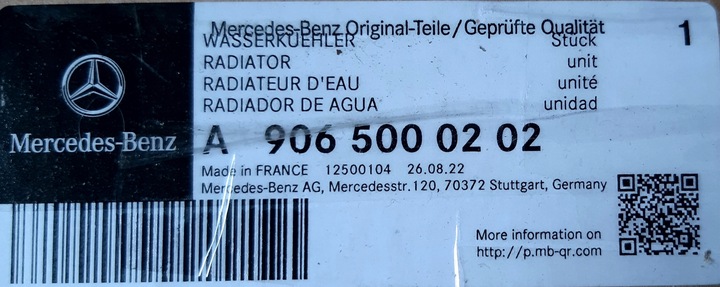 Mercedes-Benz Original-Teile/Geprüfte Qualität
WASSERKUEHLER Stück 1
RADIATOR unit
RADIATEUR D'EAU unité
RADIADOR DE AGUA unidad
Mercedes-Benz
A 906 500 02 02
Made in FRANCE 12500104 26.08.22
Mercedes-Benz AG, Mercedesstr.120, 70372 Stuttgart, Germany
More information on
http://p.mb-qr.com